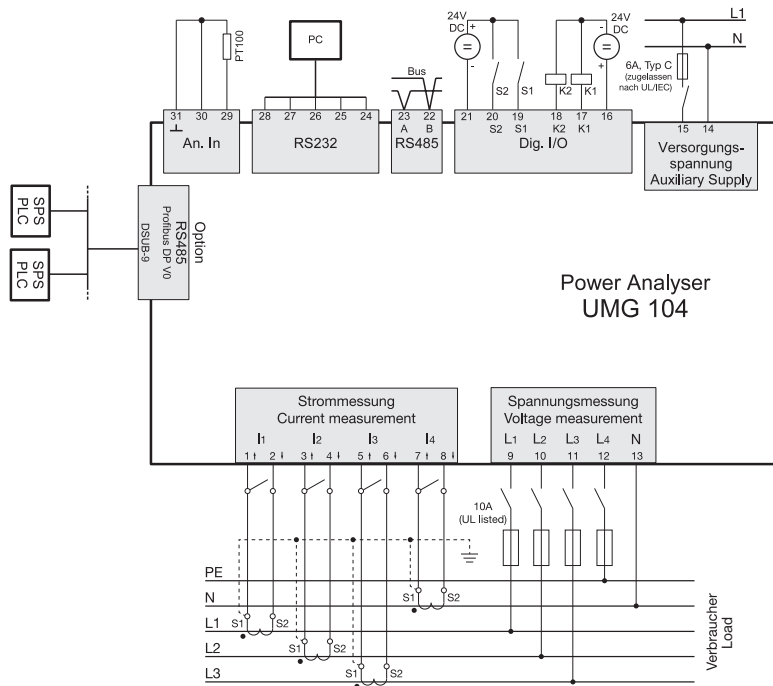 24V
DC
+
-
24V
DC
-
+
L1
N
PC
PT100
Bus
S2
S1
K2
K1
6A, Typ C
(zugelassen
nach UL/IEC)
31 30 29
An. In
28 27 26 25 24
RS232
23 22
A B
RS485
21 20 19 18 17 16
S2 S1 K2 K1
Dig. I/O
15 14
Versorgungs-
spannung
Auxiliary Supply
SPS
PLC
SPS
PLC
Option
RS485
Profibus DP V0
DSUB-9
Power Analyser
UMG 104
Strommessung
Current measurement
I1 I2 I3 I4
1 2 3 4 5 6 7 8
Spannungsmessung
Voltage measurement
L1 L2 L3 L4 N
9 10 11 12 13
10A
(UL listed)
PE
N
S1 S2
L1
S1 S2
L2
S1 S2
L3
S1 S2
Verbraucher
Load